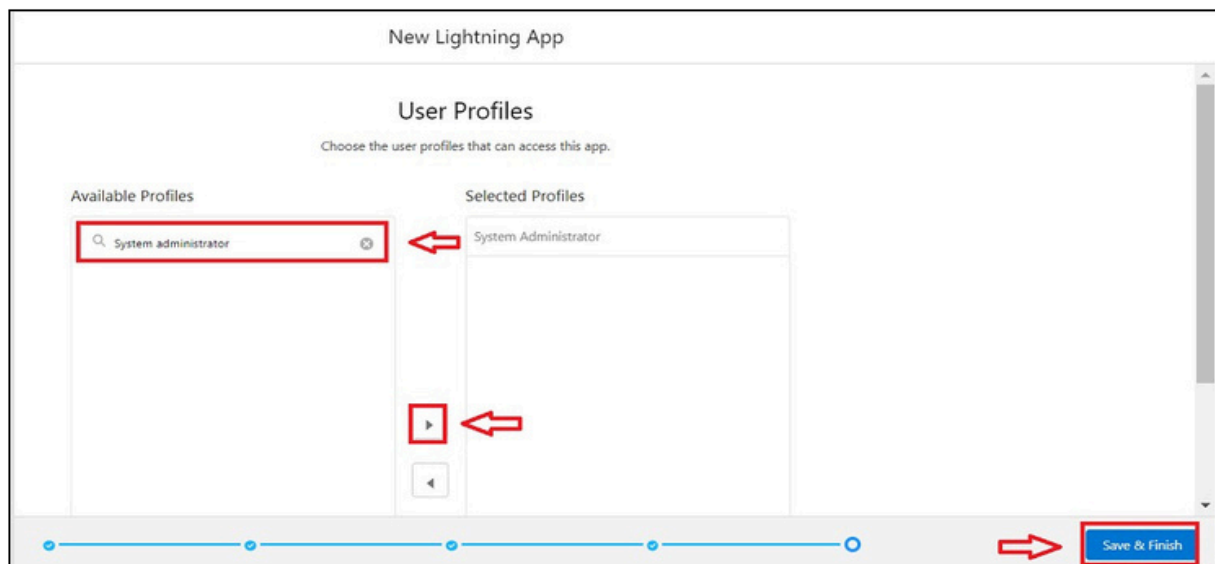 New Lightning App
User Profiles
Choose the user profiles that can access this app.
Available Profiles
Selected Profiles
System administrator
System Administrator
Save & Finish